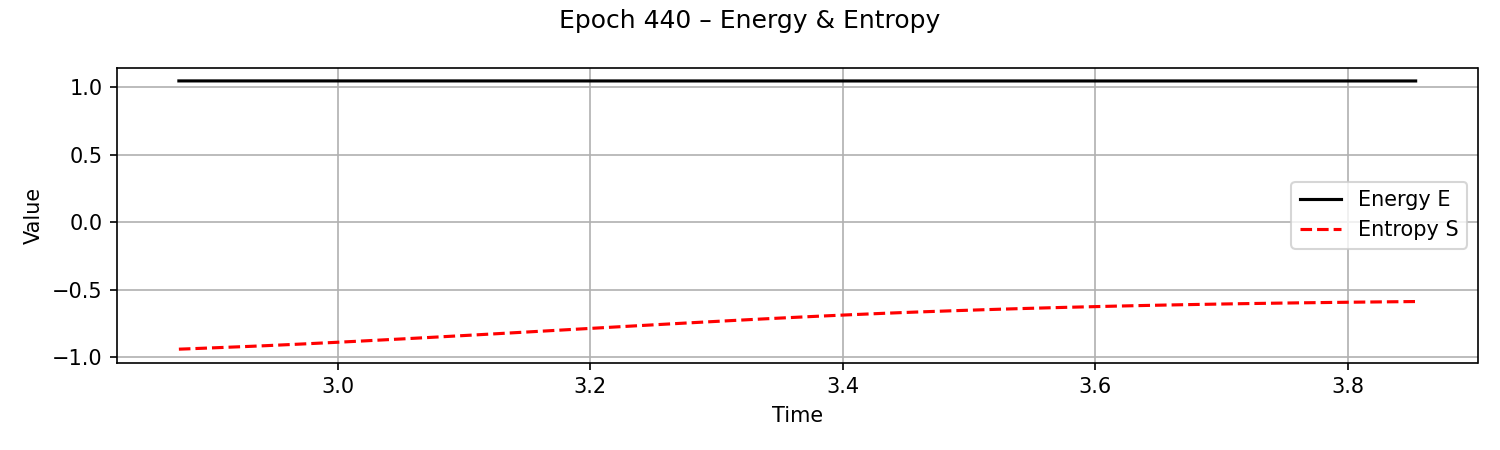 Epoch 440 – Energy & Entropy
Value
1.0
0.5
0.0
−0.5
−1.0
Energy E
Entropy S
3.0 3.2 3.4 3.6 3.8
Time